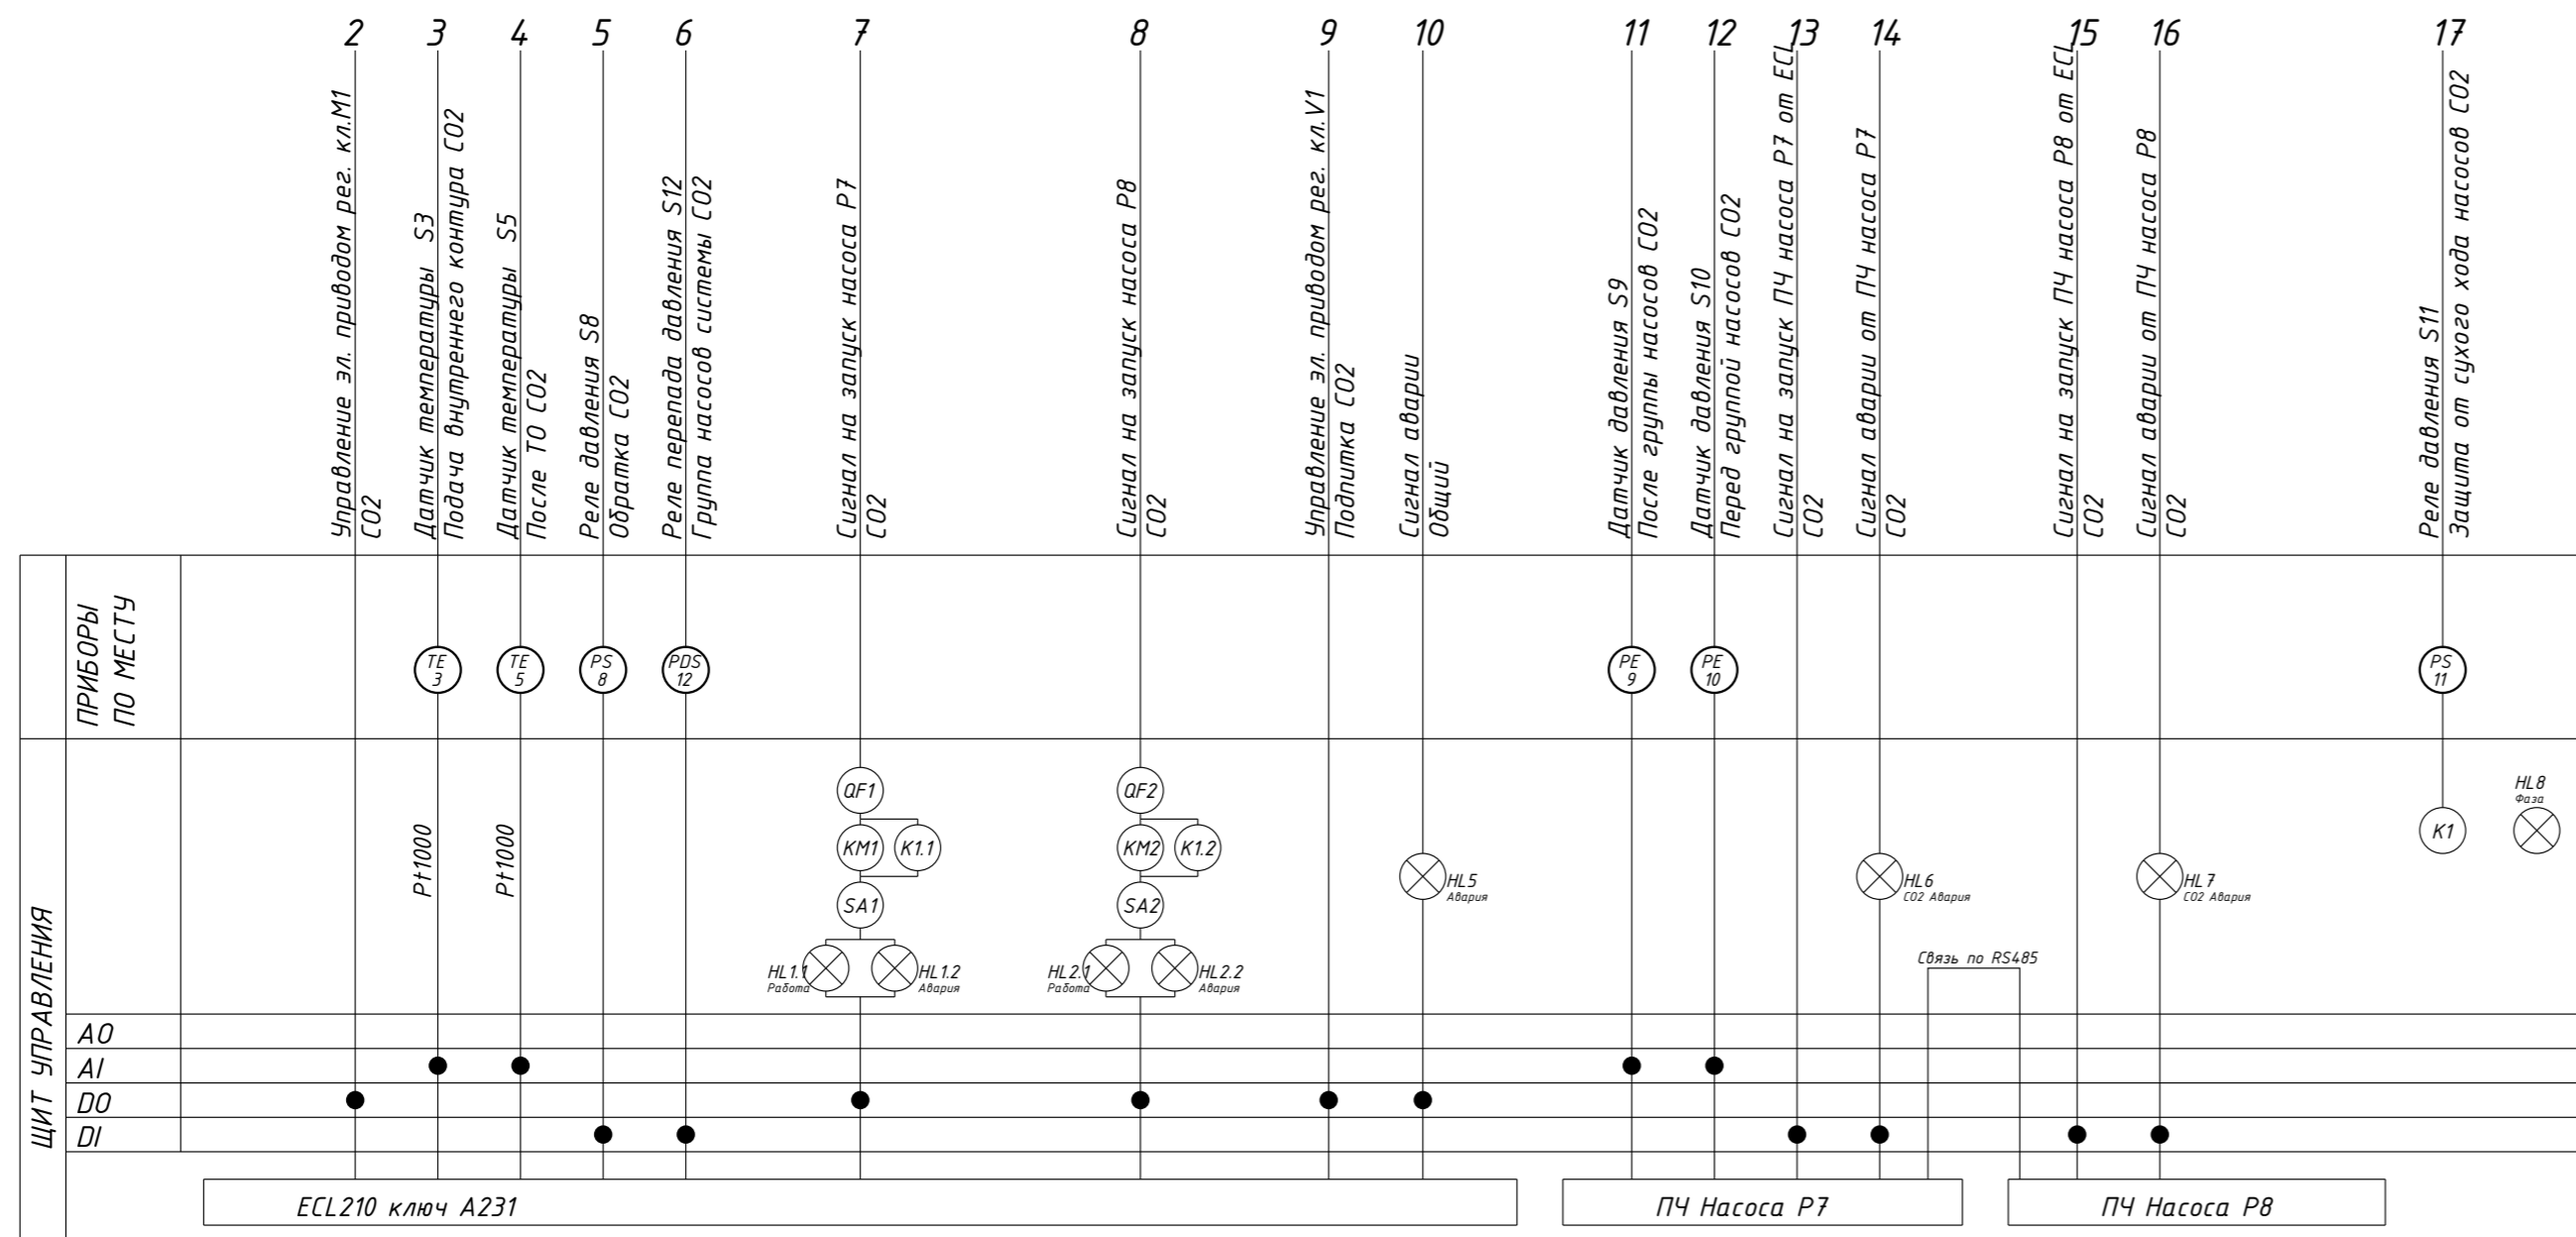 2
3
4
5
6
7
8
9
10
11
12
13
14
15
16
17
Управление эл. приводом рег. кл.М1
СО2
Датчик температуры S3
Подача внутреннего контура СО2
Датчик температуры S5
После ТО СО2
Реле давления S8
Обратка СО2
Реле перепада давления S12
Группа насосов системы СО2
Сигнал на запуск насоса Р7
СО2
Сигнал на запуск насоса Р8
СО2
Управление эл. приводом рег. кл.V1
Подпитка СО2
Сигнал аварии
Общий
Датчик давления S9
После группы насосов СО2
Датчик давления S10
Перед группой насосов СО2
Сигнал на запуск ПЧ насоса Р7 от ECL
СО2
Сигнал аварии от ПЧ насоса Р7
СО2
Сигнал на запуск ПЧ насоса Р8 от ECL
СО2
Сигнал аварии от ПЧ насоса Р8
СО2
Реле давления S11
Защита от сухого хода насосов СО2
ПРИБОРЫ
ПО МЕСТУ
TE
3
TE
5
PS
8
PDS
12
PE
9
PE
10
PS
11
ЩИТ УПРАВЛЕНИЯ
Pt1000
Pt1000
QF1
KM1
K1.1
SA1
HL1.1
Работа
HL1.2
Авария
QF2
KM2
K1.2
SA2
HL2.1
Работа
HL2.2
Авария
HL5
Авария
HL6
СО2 Авария
HL7
СО2 Авария
K1
HL8
Фаза
Связь по RS485
AO
AI
DO
DI
ECL210 ключ А231
ПЧ Насоса Р7
ПЧ Насоса Р8